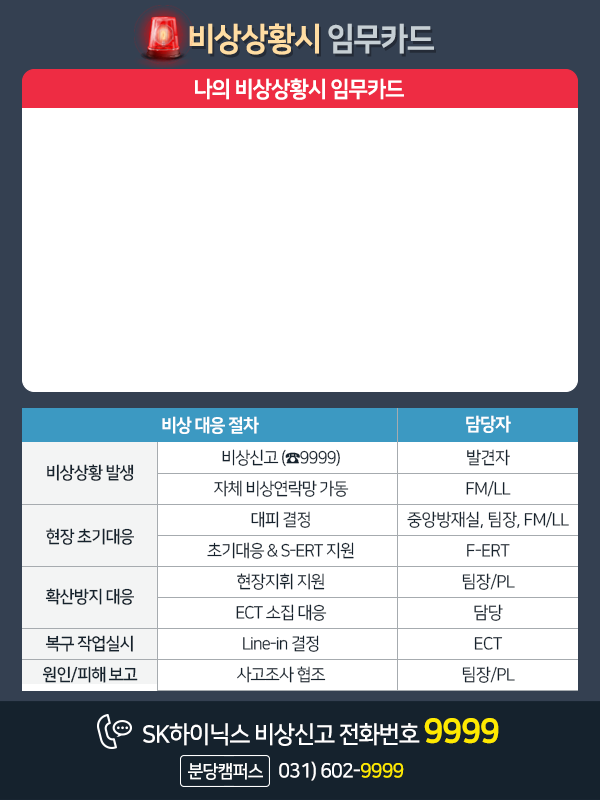 비상상황시 임무카드
나의 비상상황시 임무카드
비상 대응 절차 담당자
비상상황 발생 비상신고 (☎9999) 발견자
자체 비상연락망 가동 FM/LL
현장 초기대응 대피 결정 중앙방재실, 팀장, FM/LL
초기대응 & S-ERT 지원 F-ERT
확산방지 대응 현장지휘 지원 팀장/PL
ECT 소집 대응 담당
복구 작업실시 Line-in 결정 ECT
원인/피해 보고 사고조사 협조 팀장/PL
SK하이닉스 비상신고 전화번호 9999
분당캠퍼스 031) 602-9999